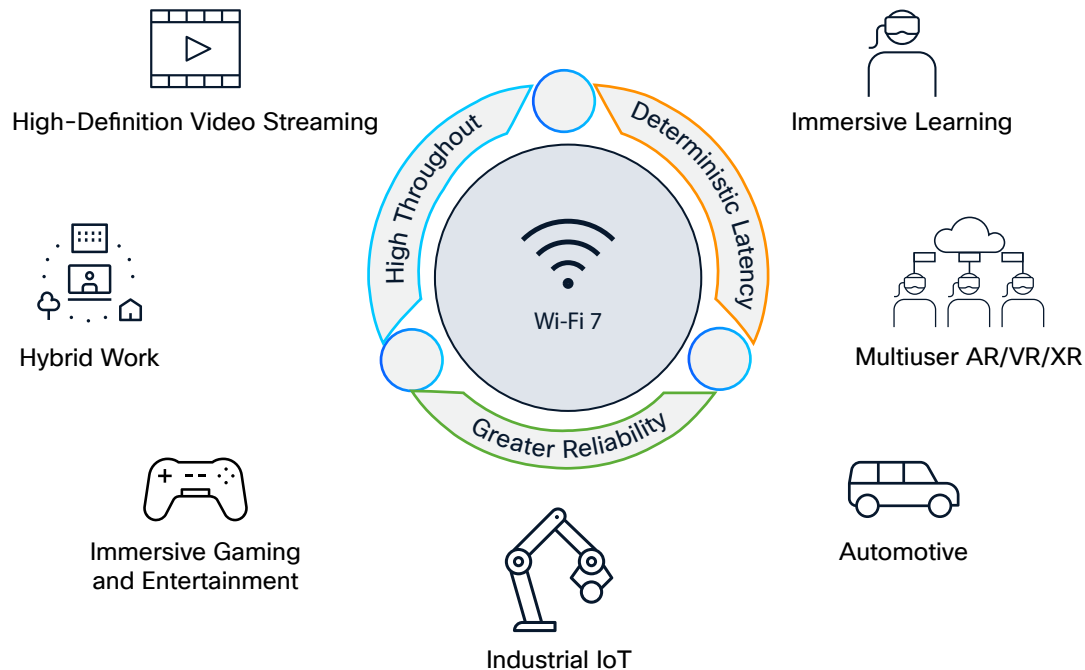 High-Definition Video Streaming
Immersive Learning
High Throughout
Deterministic Latency
Wi-Fi 7
Greater Reliability
Hybrid Work
Multiuser AR/VR/XR
Immersive Gaming
and Entertainment
Automotive
Industrial IoT